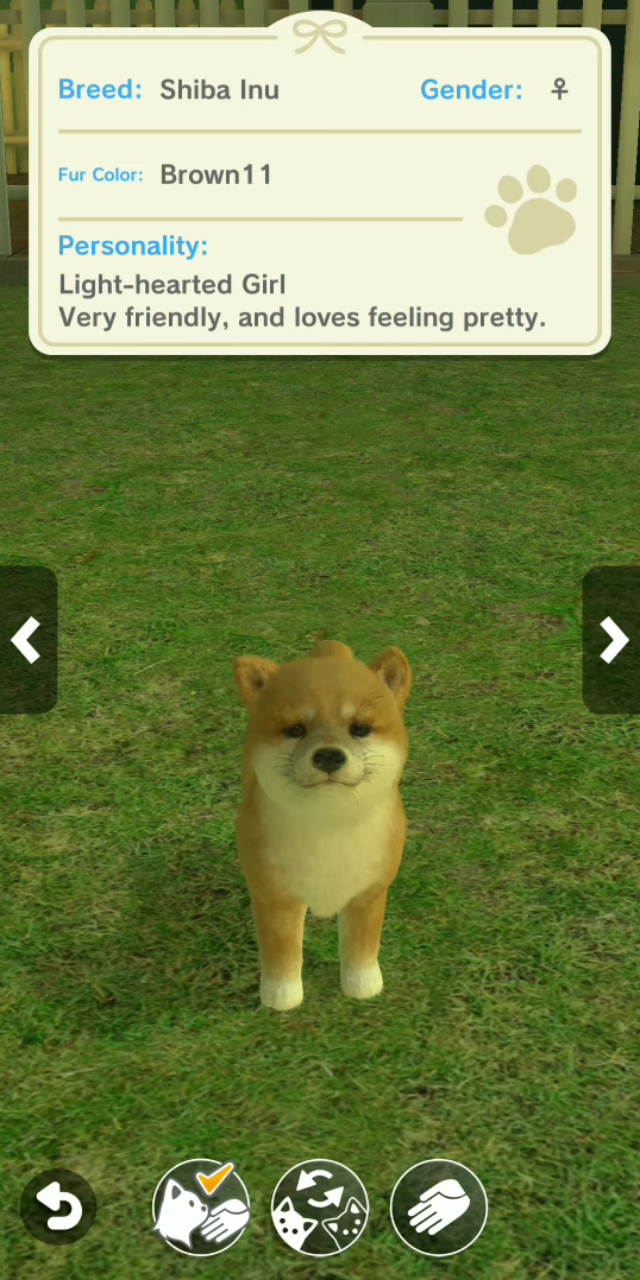 Breed: Shiba Inu Gender: ♀
Fur Color: Brown11
Personality:
Light-hearted Girl
Very friendly, and loves feeling pretty.